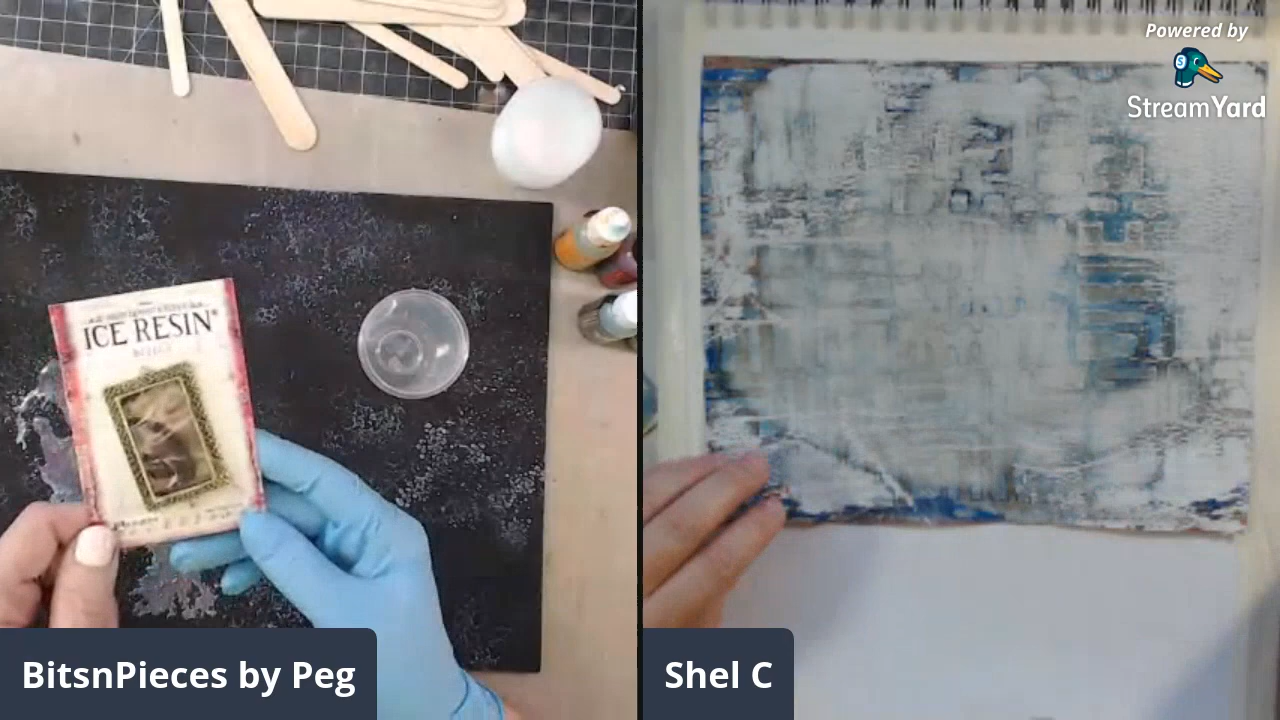 ICE RESIN®
BitsnPieces by Peg
Powered by
StreamYard
Shel C